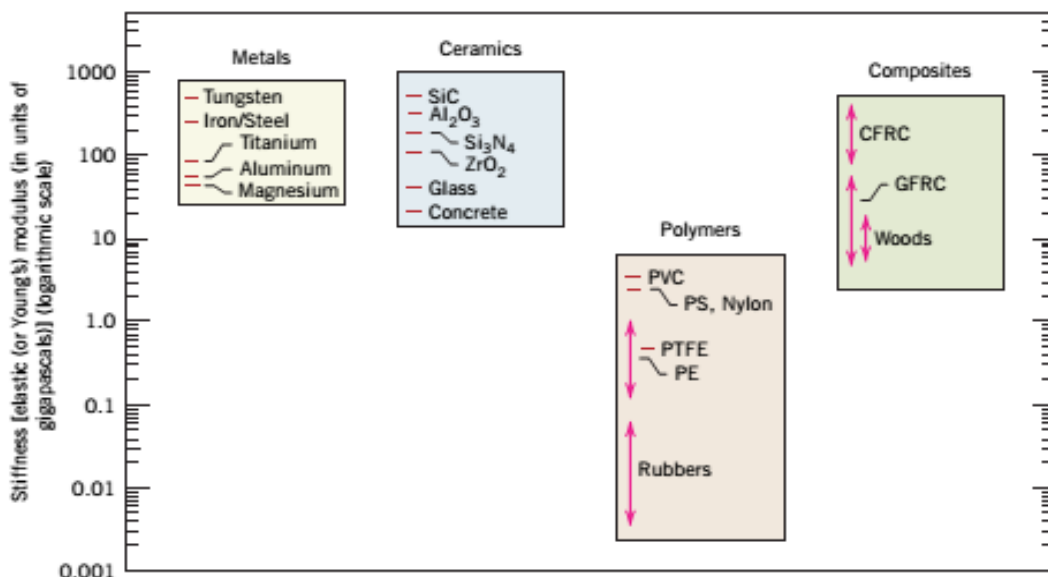 Stiffness [elastic (or Young's) modulus (in units of
gigapascals)] (logarithmic scale)
1000
100
10
1.0
0.1
0.01
0.001
Metals
Tungsten
Iron/Steel
Titanium
Aluminum
Magnesium
Ceramics
SiC
Al₂O₃
Si₃N₄
ZrO₂
Glass
Concrete
Polymers
PVC
PS, Nylon
PTFE
PE
Rubbers
Composites
CFRC
GFRC
Woods